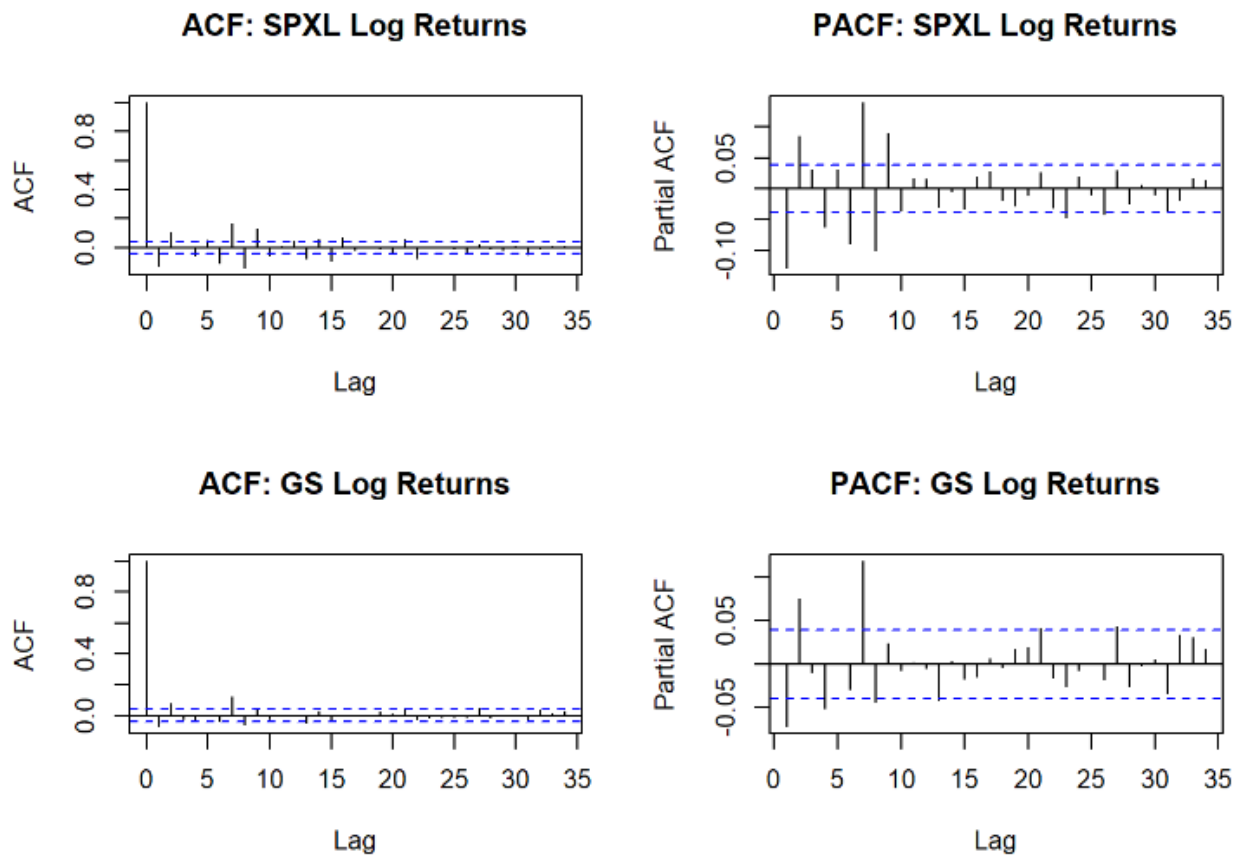 ACF: SPXL Log Returns
ACF
0.0 0.4 0.8
0 5 10 15 20 25 30 35
Lag
PACF: SPXL Log Returns
Partial ACF
-0.10 0.05
0 5 10 15 20 25 30 35
Lag
ACF: GS Log Returns
ACF
0.0 0.4 0.8
0 5 10 15 20 25 30 35
Lag
PACF: GS Log Returns
Partial ACF
-0.05 0.05
0 5 10 15 20 25 30 35
Lag